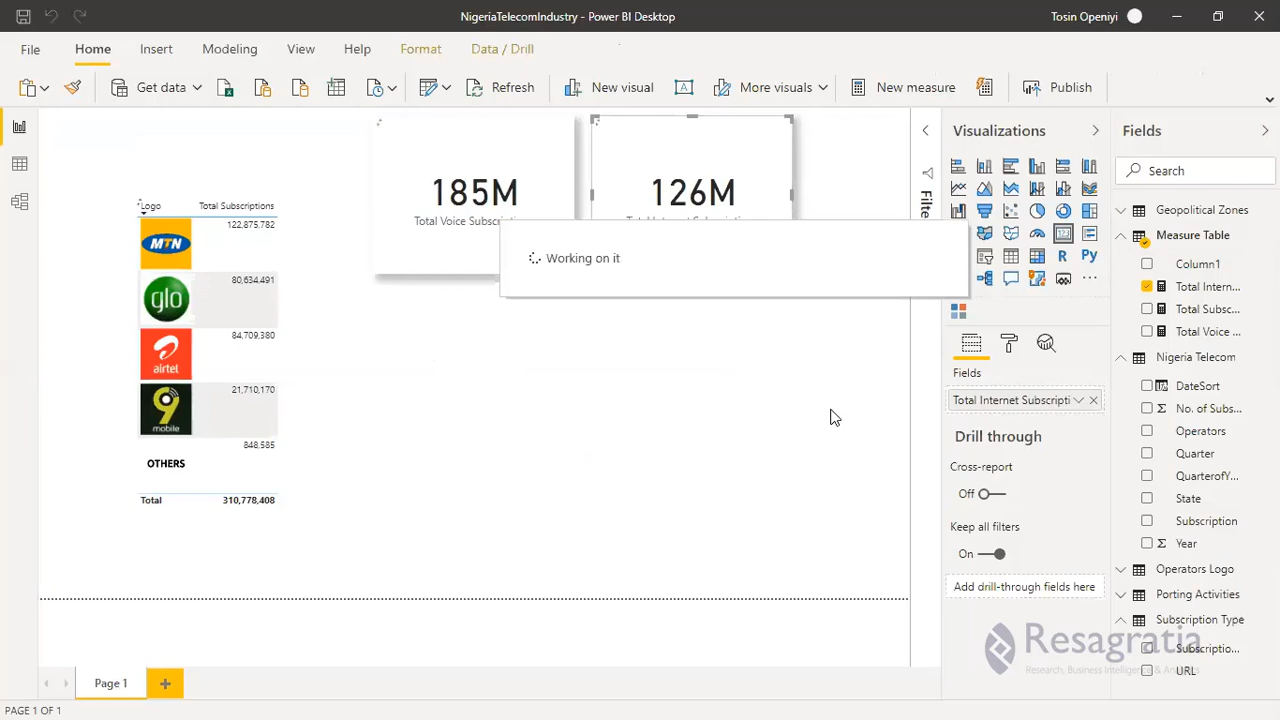 NigeriaTelecomIndustry - Power BI Desktop
Tosin Openiyi
File Home Insert Modeling View Help Format Data / Drill
Get data Refresh New visual More visuals New measure Publish
185M
Total Voice
126M
Working on it
Logo Total Subscriptions
MTN 122,875,782
glo 80,634,491
airtel 84,709,380
9 mobile 21,710,170
OTHERS 848,585
Total 310,778,408
Filte
Visualizations
R Py
Fields
Total Internet Subscripti
Drill through
Cross-report
Off
Keep all filters
On
Add drill-through fields here
Fields
Search
Geopolitical Zones
Measure Table
Column1
Total Intern...
Total Subsc...
Total Voice ...
Nigeria Telecom
DateSort
No. of Subs...
Operators
Quarter
QuarterofY...
State
Subscription
Year
Operators Logo
Porting Activities
Subscription Type
Subscriptio...
URL
Resagratia
Research, Business Intelligence & Analytics
Page 1
PAGE 1 OF 1